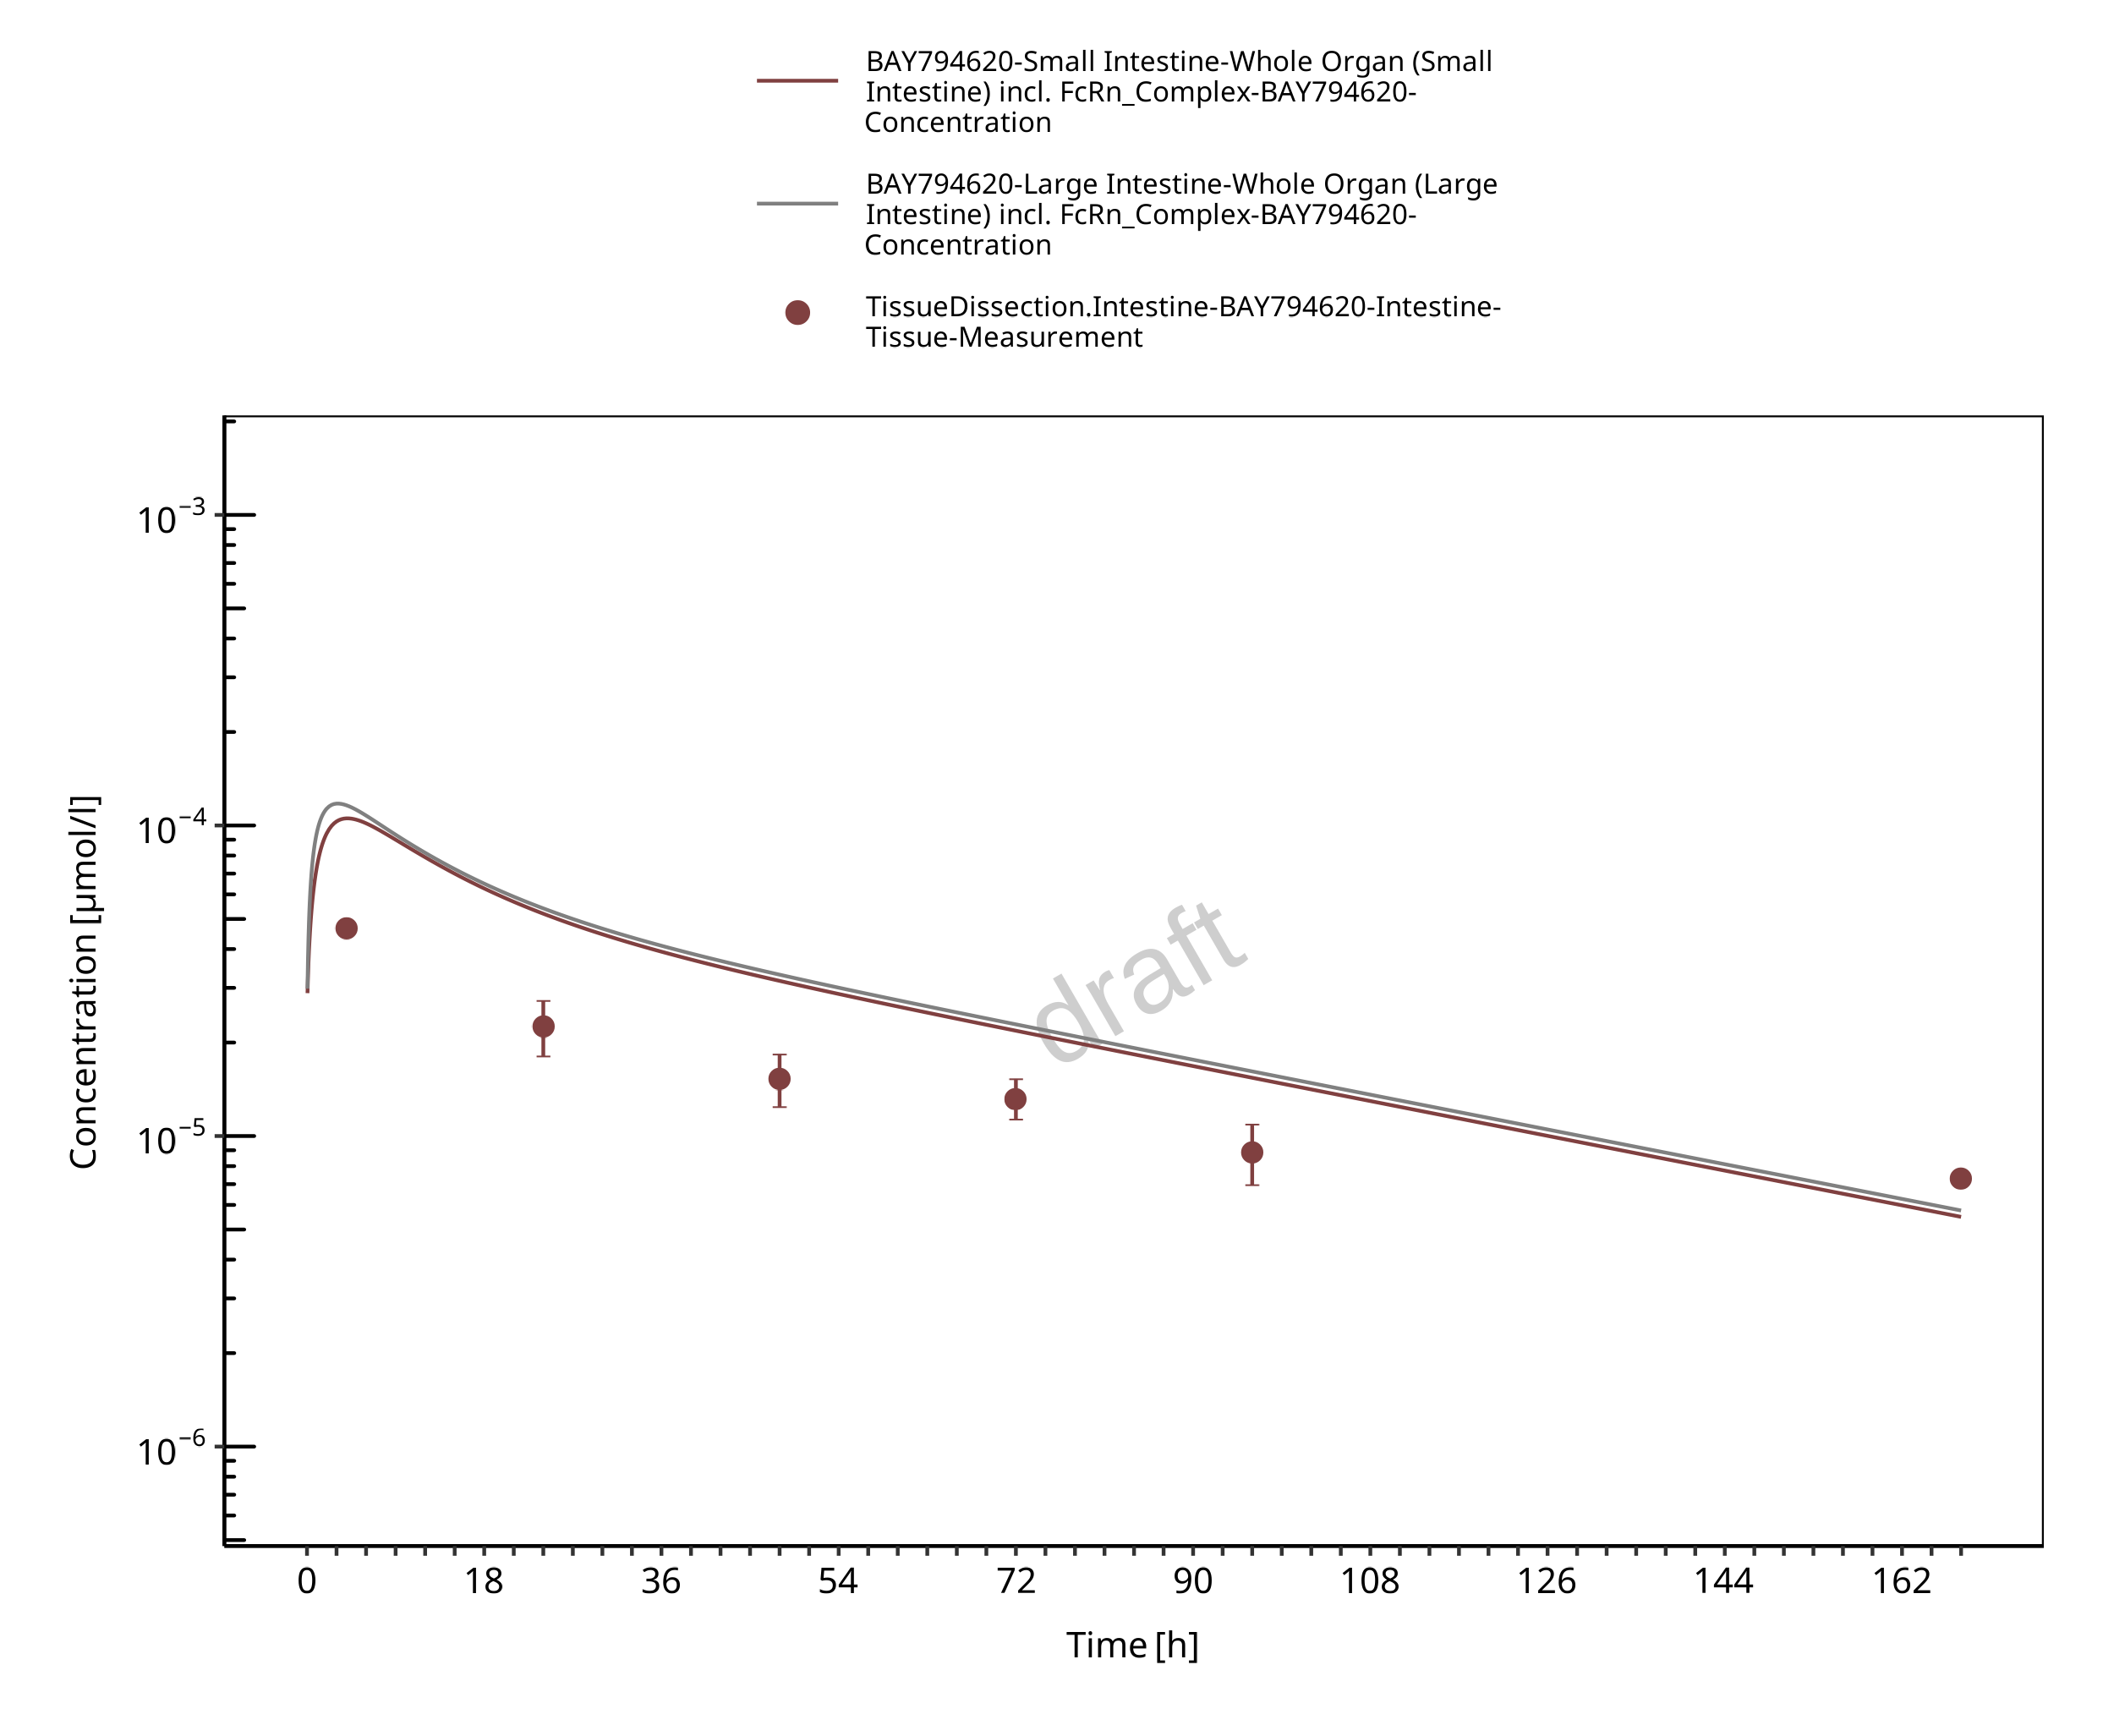 BAY794620-Small Intestine-Whole Organ (Small
Intestine) incl. FcRn_Complex-BAY794620-
Concentration
BAY794620-Large Intestine-Whole Organ (Large
Intestine) incl. FcRn_Complex-BAY794620-
Concentration
TissueDissection.Intestine-BAY794620-Intestine-
Tissue-Measurement
10⁻³
10⁻⁴
10⁻⁵
10⁻⁶
Concentration [µmol/l]
draft
0 18 36 54 72 90 108 126 144 162
Time [h]